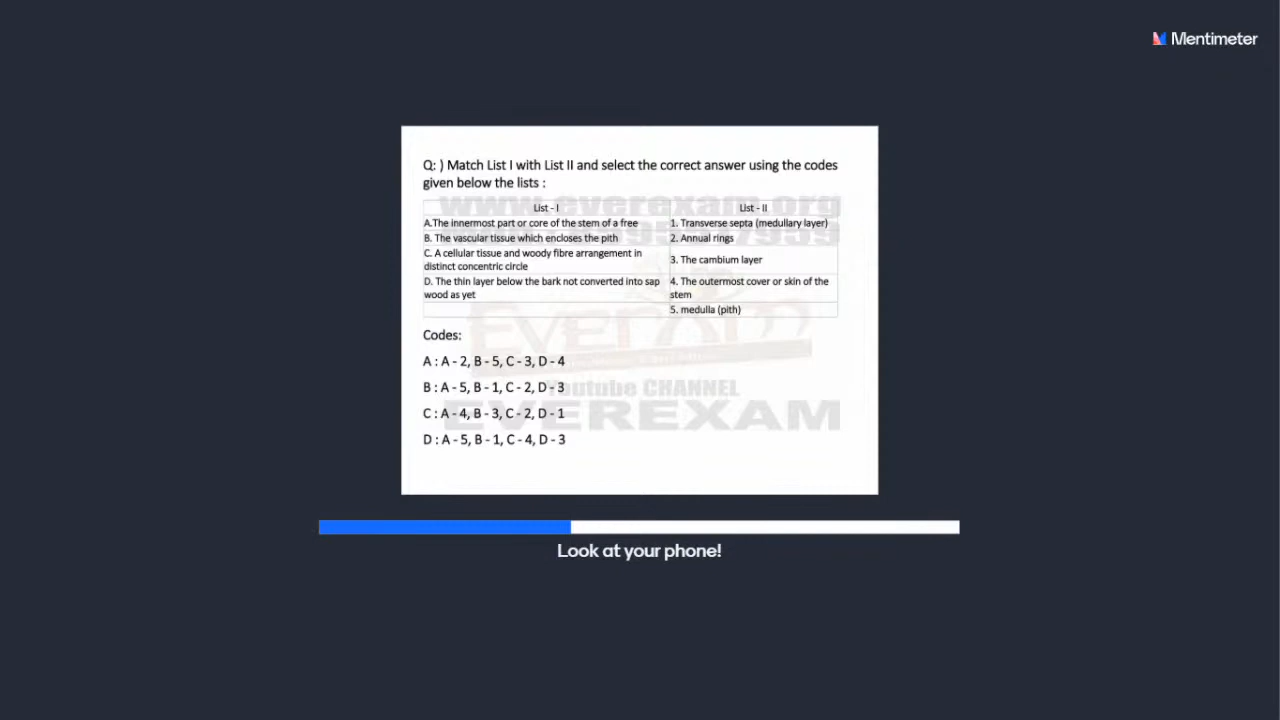 Mentimeter
Q: ) Match List I with List II and select the correct answer using the codes
given below the lists :
www.everexam.org
List - I List - II
A.The innermost part or core of the stem of a free 1. Transverse septa (medullary layer)
B. The vascular tissue which encloses the pith 2. Annual rings
C. A cellular tissue and woody fibre arrangement in
distinct concentric circle 3. The cambium layer
D. The thin layer below the bark not converted into sap
wood as yet 4. The outermost cover or skin of the
stem
5. medulla (pith)
Codes:
A : A - 2, B - 5, C - 3, D - 4
B : A - 5, B - 1, C - 2, D - 3
Youtube CHANNEL
EVEREXAM
C : A - 4, B - 3, C - 2, D - 1
D : A - 5, B - 1, C - 4, D - 3
Look at your phone!